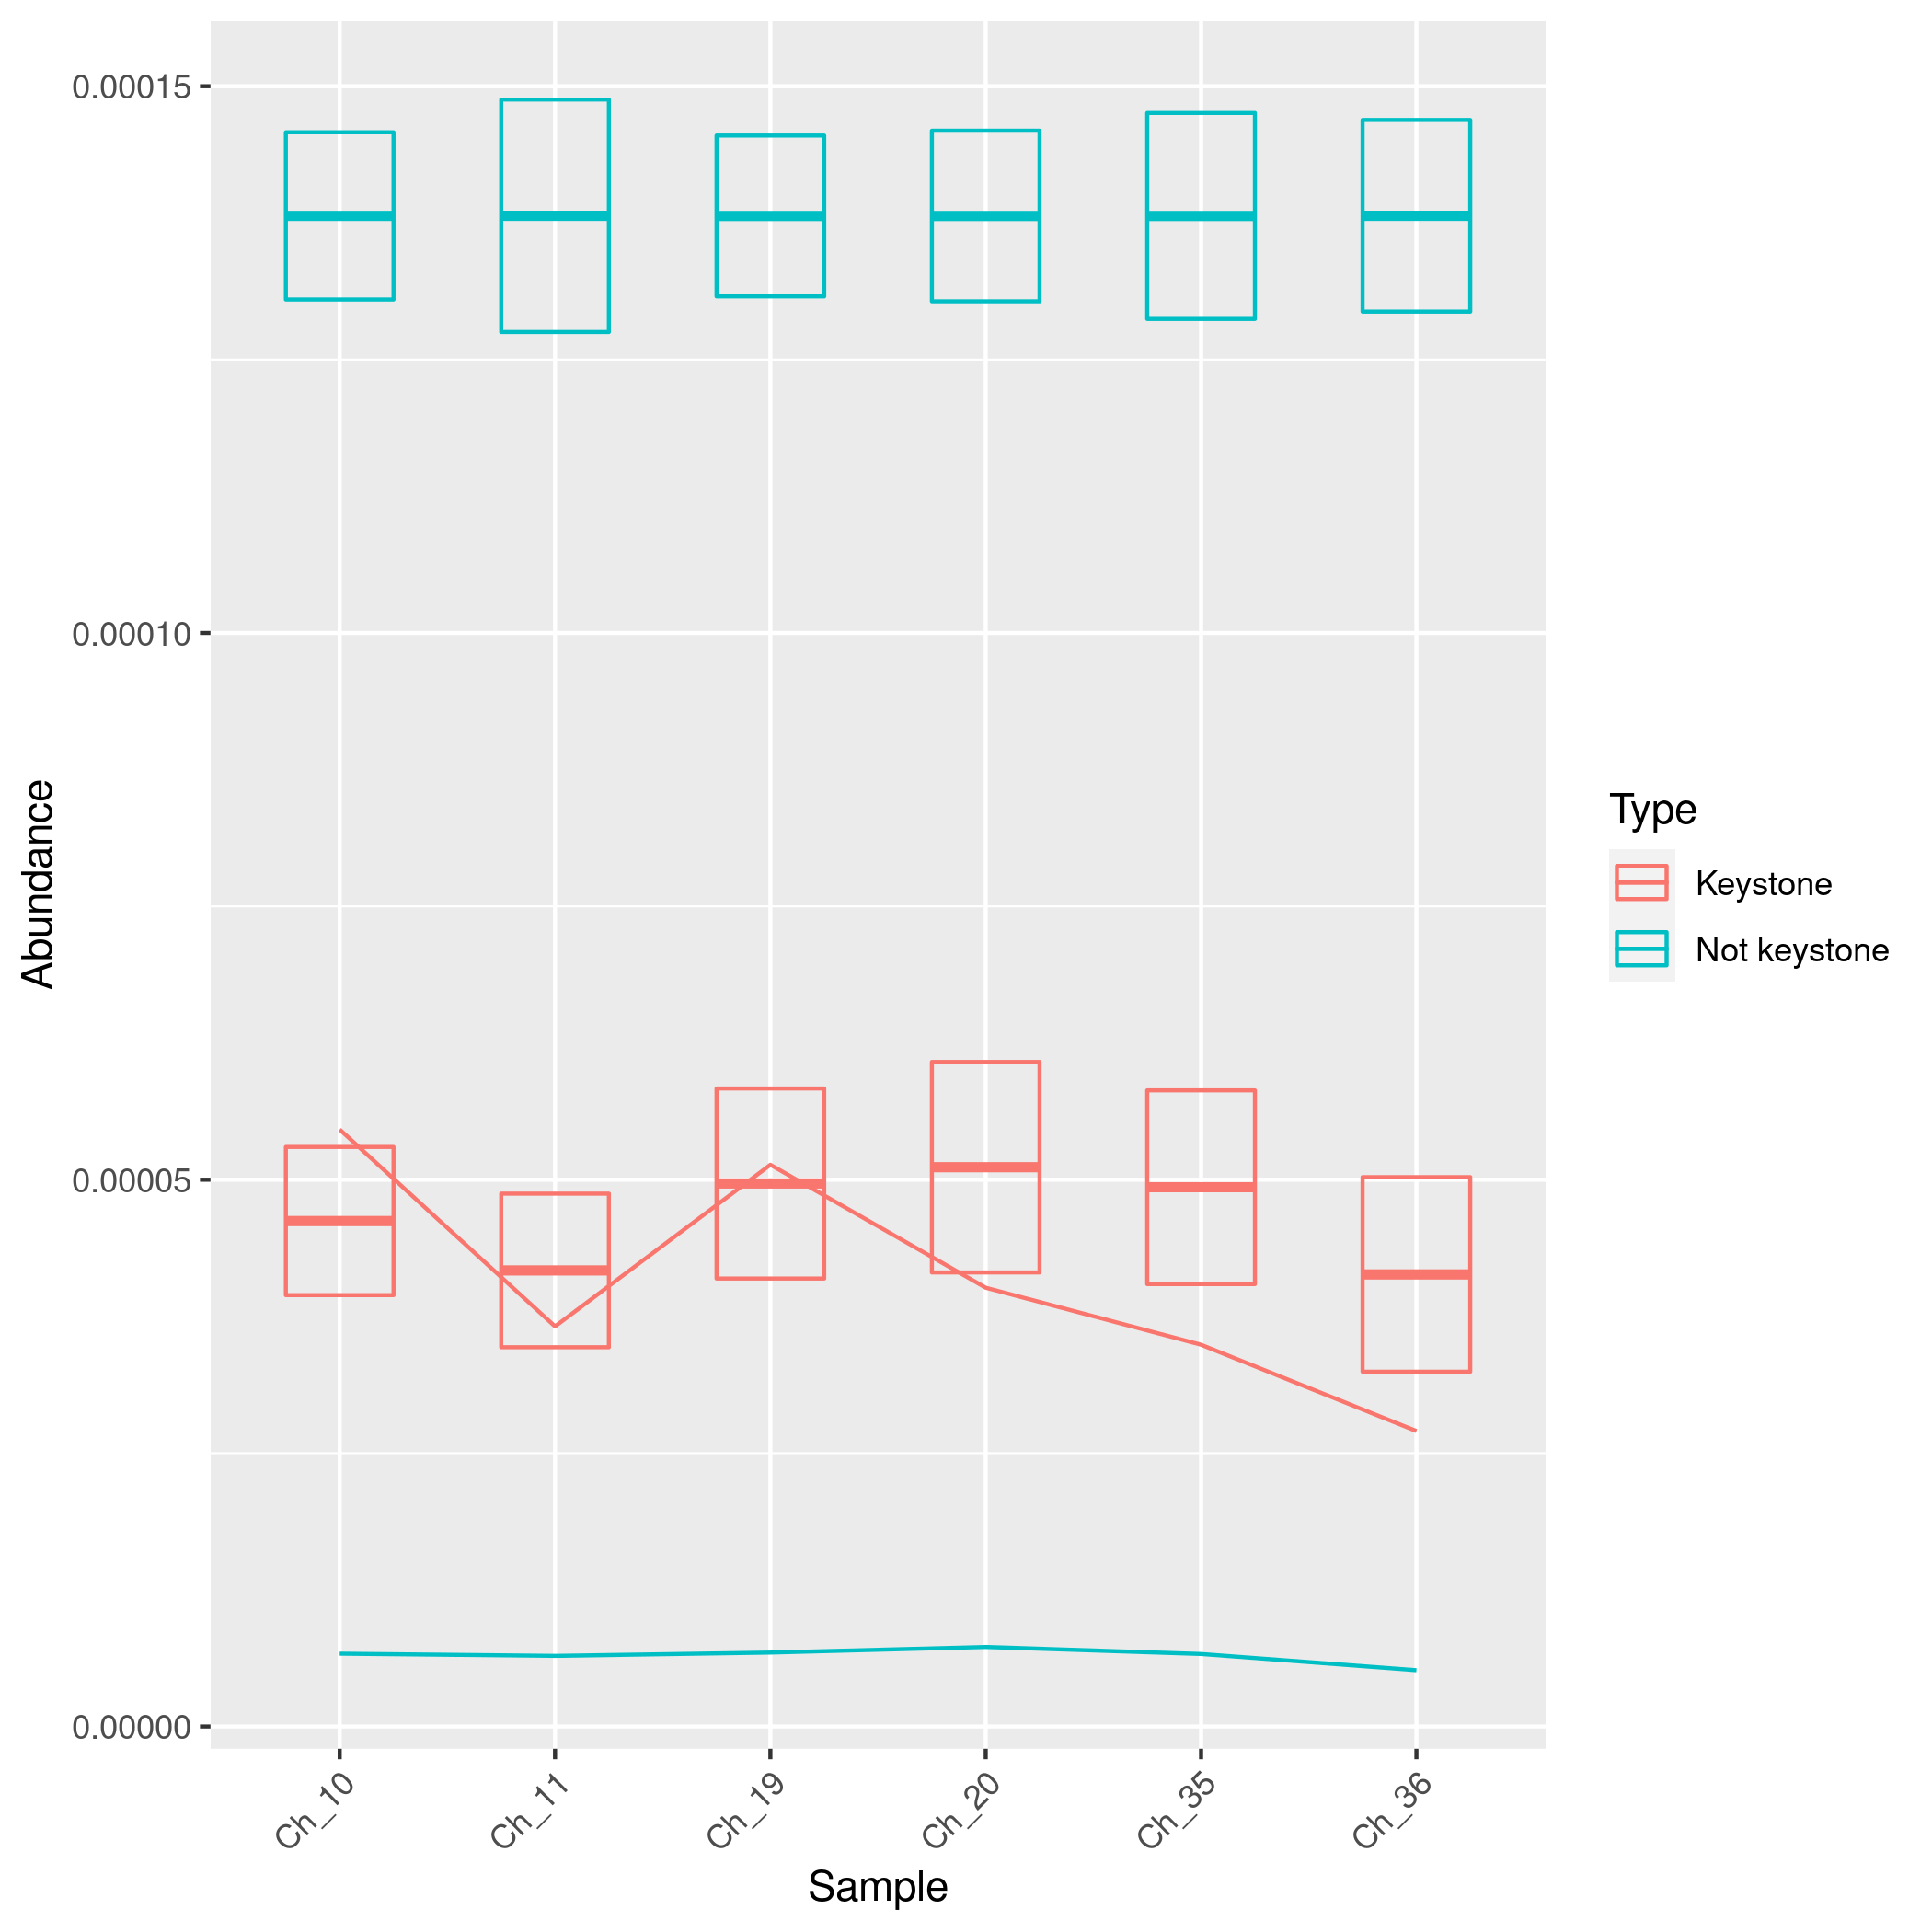 0.00015
0.00010
0.00005
0.00000
Abundance
Ch_10
Ch_11
Ch_19
Ch_20
Ch_35
Ch_36
Sample
Type
Keystone
Not keystone